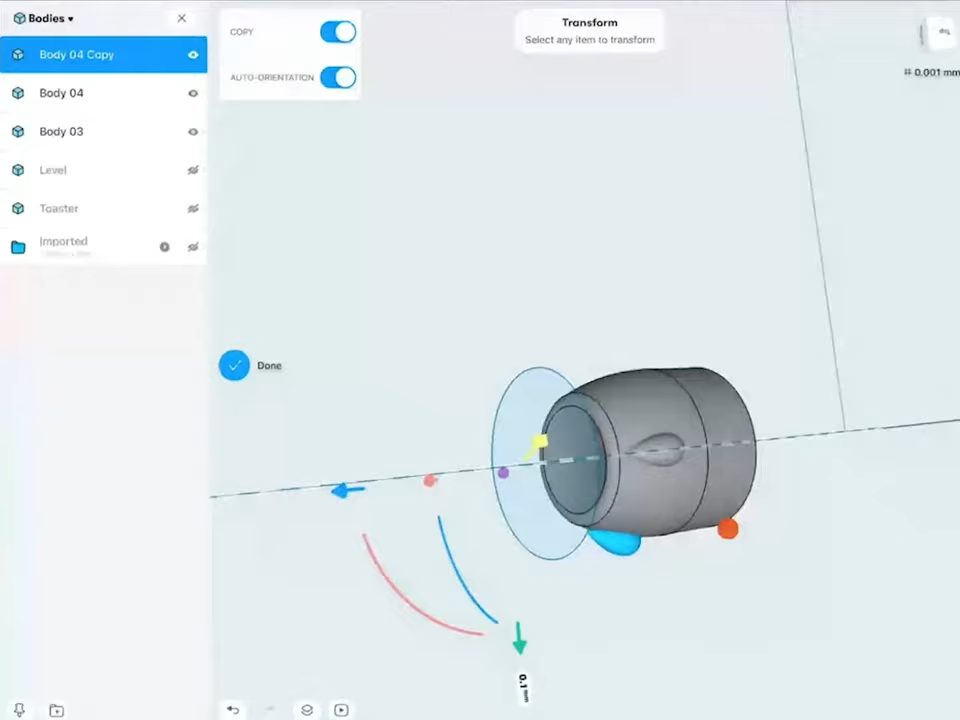 Bodies
Body 04 Copy
Body 04
Body 03
Level
Toaster
Imported
COPY
AUTO-ORIENTATION
Transform
Select any item to transform
0.001 mm
Done
0.1 mm